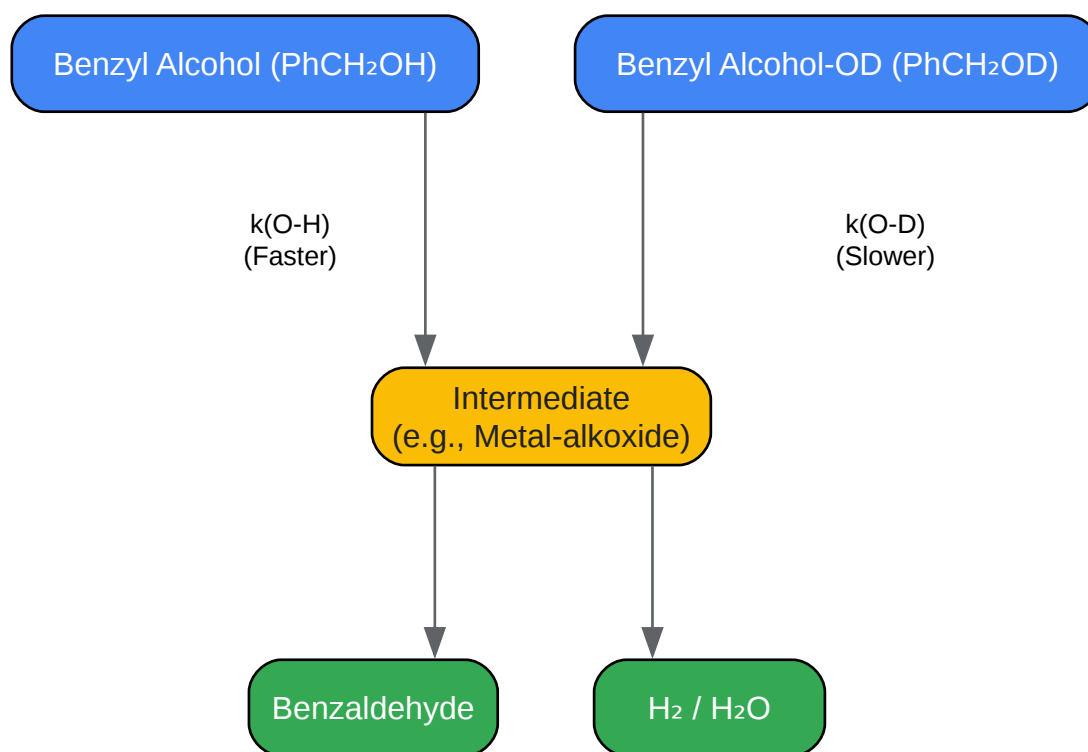 Benzyl Alcohol (PhCH₂OH)
Benzyl Alcohol-OD (PhCH₂OD)
k(O-H)
(Faster)
k(O-D)
(Slower)
Intermediate
(e.g., Metal-alkoxide)
Benzaldehyde
H₂ / H₂O